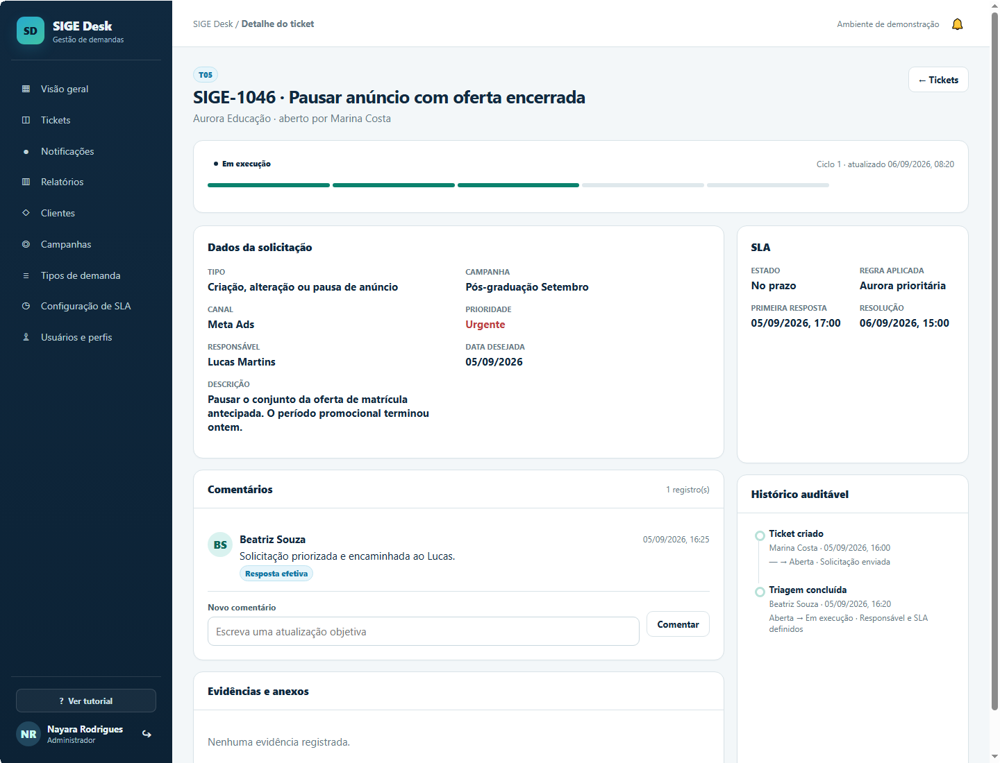 SD
SIGE Desk
Gestão de demandas
Visão geral
Tickets
Notificações
Relatórios
Clientes
Campanhas
Tipos de demanda
Configuração de SLA
Usuários e perfis
? Ver tutorial
NR
Nayara Rodrigues
Administrador
SIGE Desk / Detalhe do ticket
Ambiente de demonstração
T05
SIGE-1046 · Pausar anúncio com oferta encerrada
Aurora Educação · aberto por Marina Costa
← Tickets
Em execução
Ciclo 1 · atualizado 06/09/2026, 08:20
Dados da solicitação
TIPO
Criação, alteração ou pausa de anúncio
CAMPANHA
Pós-graduação Setembro
CANAL
Meta Ads
PRIORIDADE
Urgente
RESPONSÁVEL
Lucas Martins
DATA DESEJADA
05/09/2026
DESCRIÇÃO
Pausar o conjunto da oferta de matrícula
antecipada. O período promocional terminou
ontem.
SLA
ESTADO
No prazo
REGRA APLICADA
Aurora prioritária
PRIMEIRA RESPOSTA
05/09/2026, 17:00
RESOLUÇÃO
06/09/2026, 15:00
Comentários
1 registro(s)
BS
Beatriz Souza
05/09/2026, 16:25
Solicitação priorizada e encaminhada ao Lucas.
Resposta efetiva
Novo comentário
Escreva uma atualização objetiva
Comentar
Evidências e anexos
Nenhuma evidência registrada.
Histórico auditável
Ticket criado
Marina Costa · 05/09/2026, 16:00
— → Aberta · Solicitação enviada
Triagem concluída
Beatriz Souza · 05/09/2026, 16:20
Aberta → Em execução · Responsável e SLA
definidos